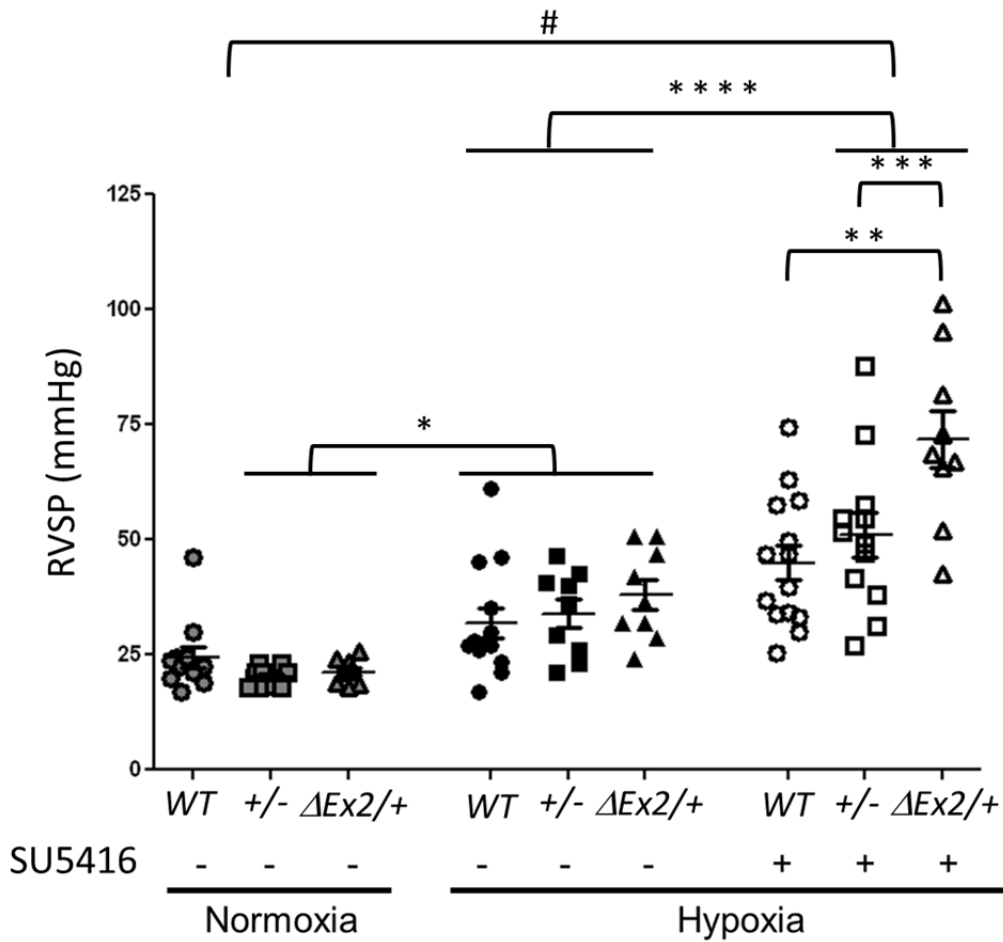 #
* * * *
* * *
* *
*
RVSP (mmHg)
125
100
75
50
25
0
WT +/- ΔEx2/+ WT +/- ΔEx2/+ WT +/- ΔEx2/+
SU5416 - - - - - - + + +
Normoxia Hypoxia